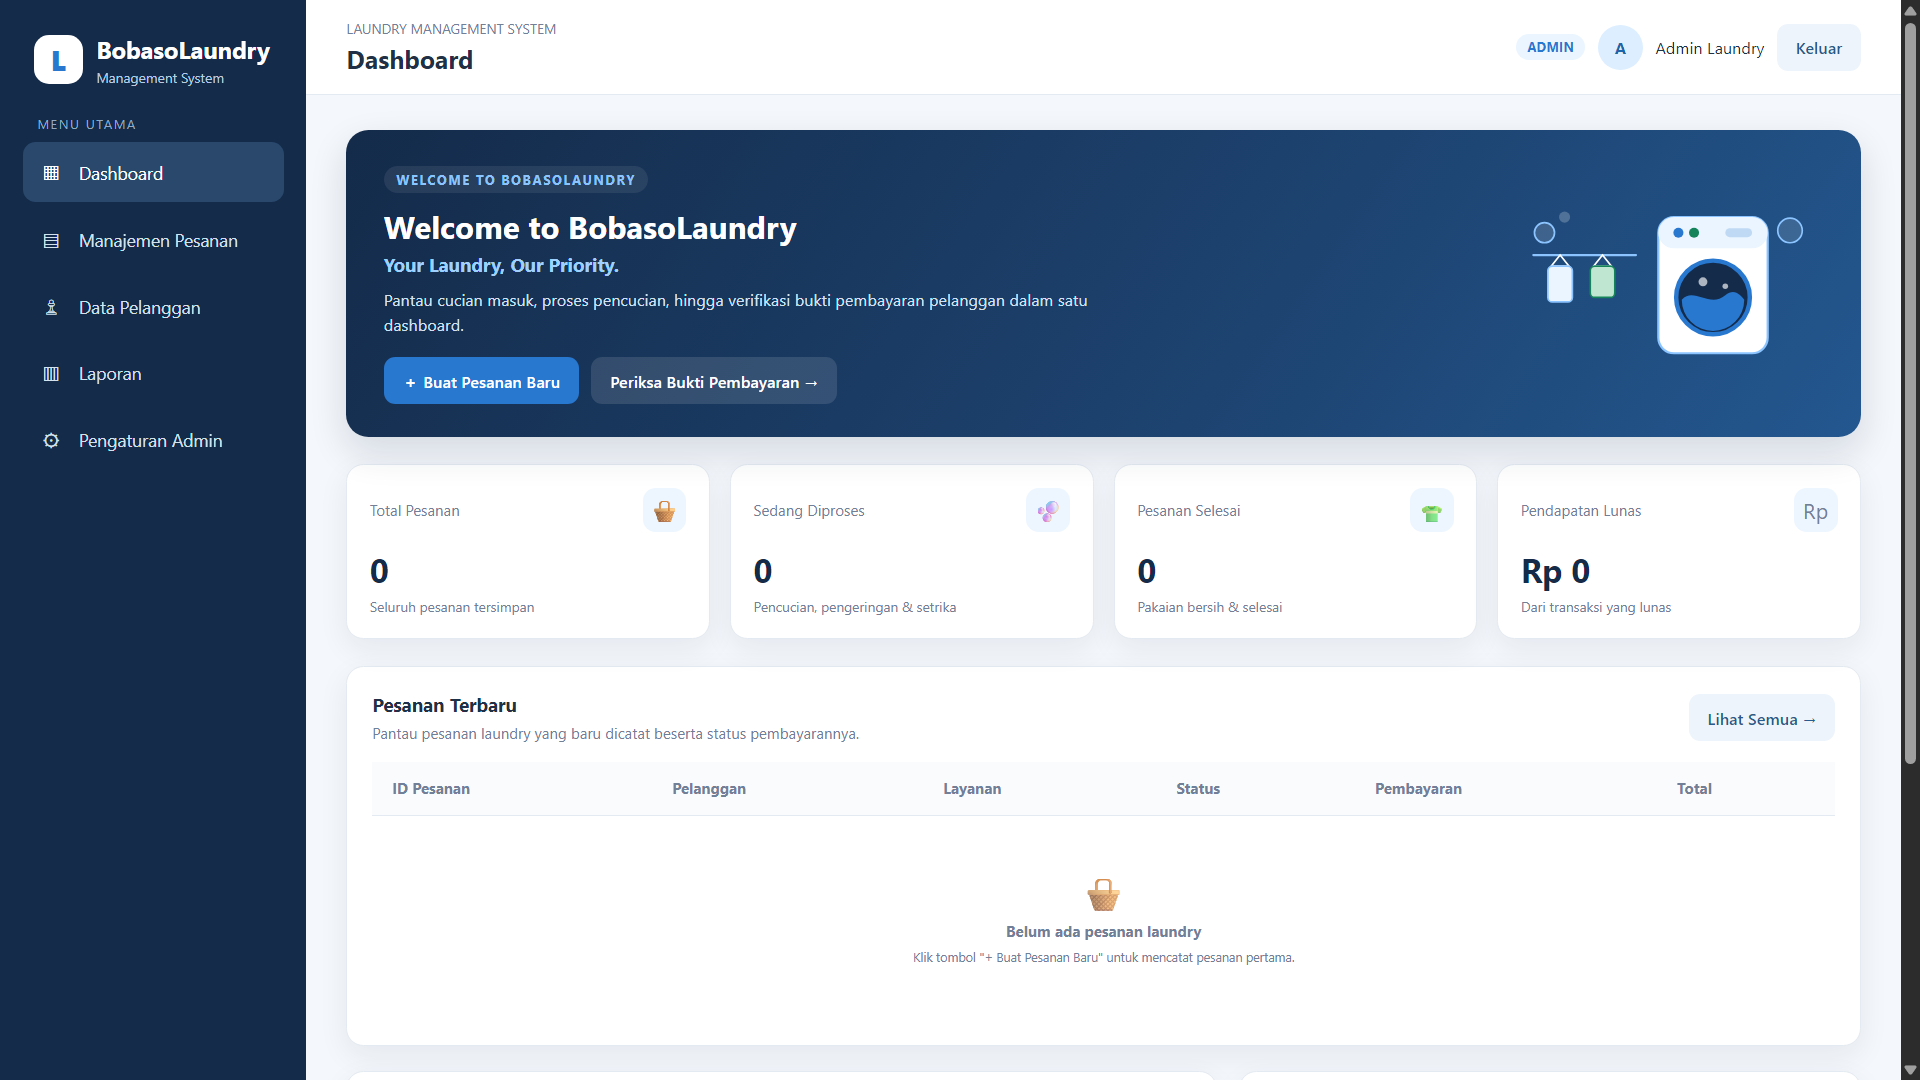 L
BobasoLaundry
Management System
MENU UTAMA
Dashboard
Manajemen Pesanan
Data Pelanggan
Laporan
Pengaturan Admin
LAUNDRY MANAGEMENT SYSTEM
Dashboard
ADMIN
A
Admin Laundry
Keluar
WELCOME TO BOBASOLAUNDRY
Welcome to BobasoLaundry
Your Laundry, Our Priority.
Pantau cucian masuk, proses pencucian, hingga verifikasi bukti pembayaran pelanggan dalam satu
dashboard.
+ Buat Pesanan Baru
Periksa Bukti Pembayaran →
Total Pesanan
0
Seluruh pesanan tersimpan
Sedang Diproses
0
Pencucian, pengeringan & setrika
Pesanan Selesai
0
Pakaian bersih & selesai
Pendapatan Lunas
Rp
Rp 0
Dari transaksi yang lunas
Pesanan Terbaru
Pantau pesanan laundry yang baru dicatat beserta status pembayarannya.
Lihat Semua →
ID Pesanan Pelanggan Layanan Status Pembayaran Total
Belum ada pesanan laundry
Klik tombol "+ Buat Pesanan Baru" untuk mencatat pesanan pertama.